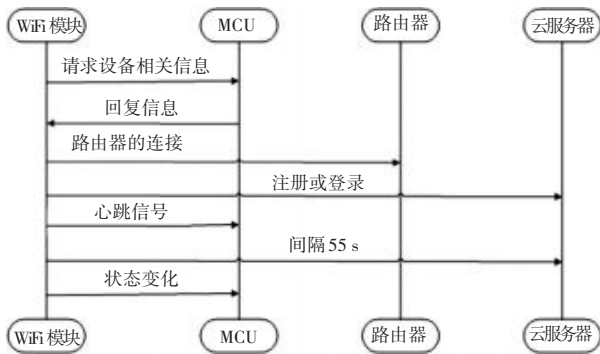 WiFi模块 MCU 路由器 云服务器
请求设备相关信息
回复信息
路由器的连接
注册或登录
心跳信号
间隔55 s
状态变化
WiFi模块 MCU 路由器 云服务器